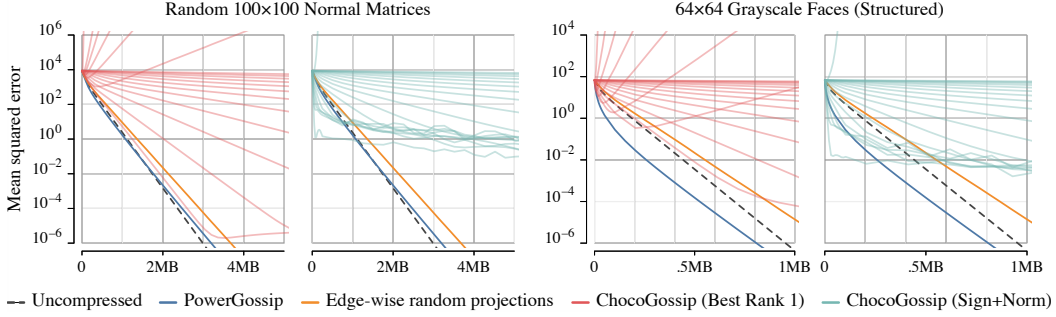 Random 100×100 Normal Matrices
64×64 Grayscale Faces (Structured)
Mean squared error
10^6
10^4
10^2
10^0
10^−2
10^−4
10^−6
0 2MB 4MB
0 2MB 4MB
10^4
10^2
10^0
10^−2
10^−4
10^−6
0 .5MB 1MB
0 .5MB 1MB
Uncompressed PowerGossip Edge-wise random projections ChocoGossip (Best Rank 1) ChocoGossip (Sign+Norm)